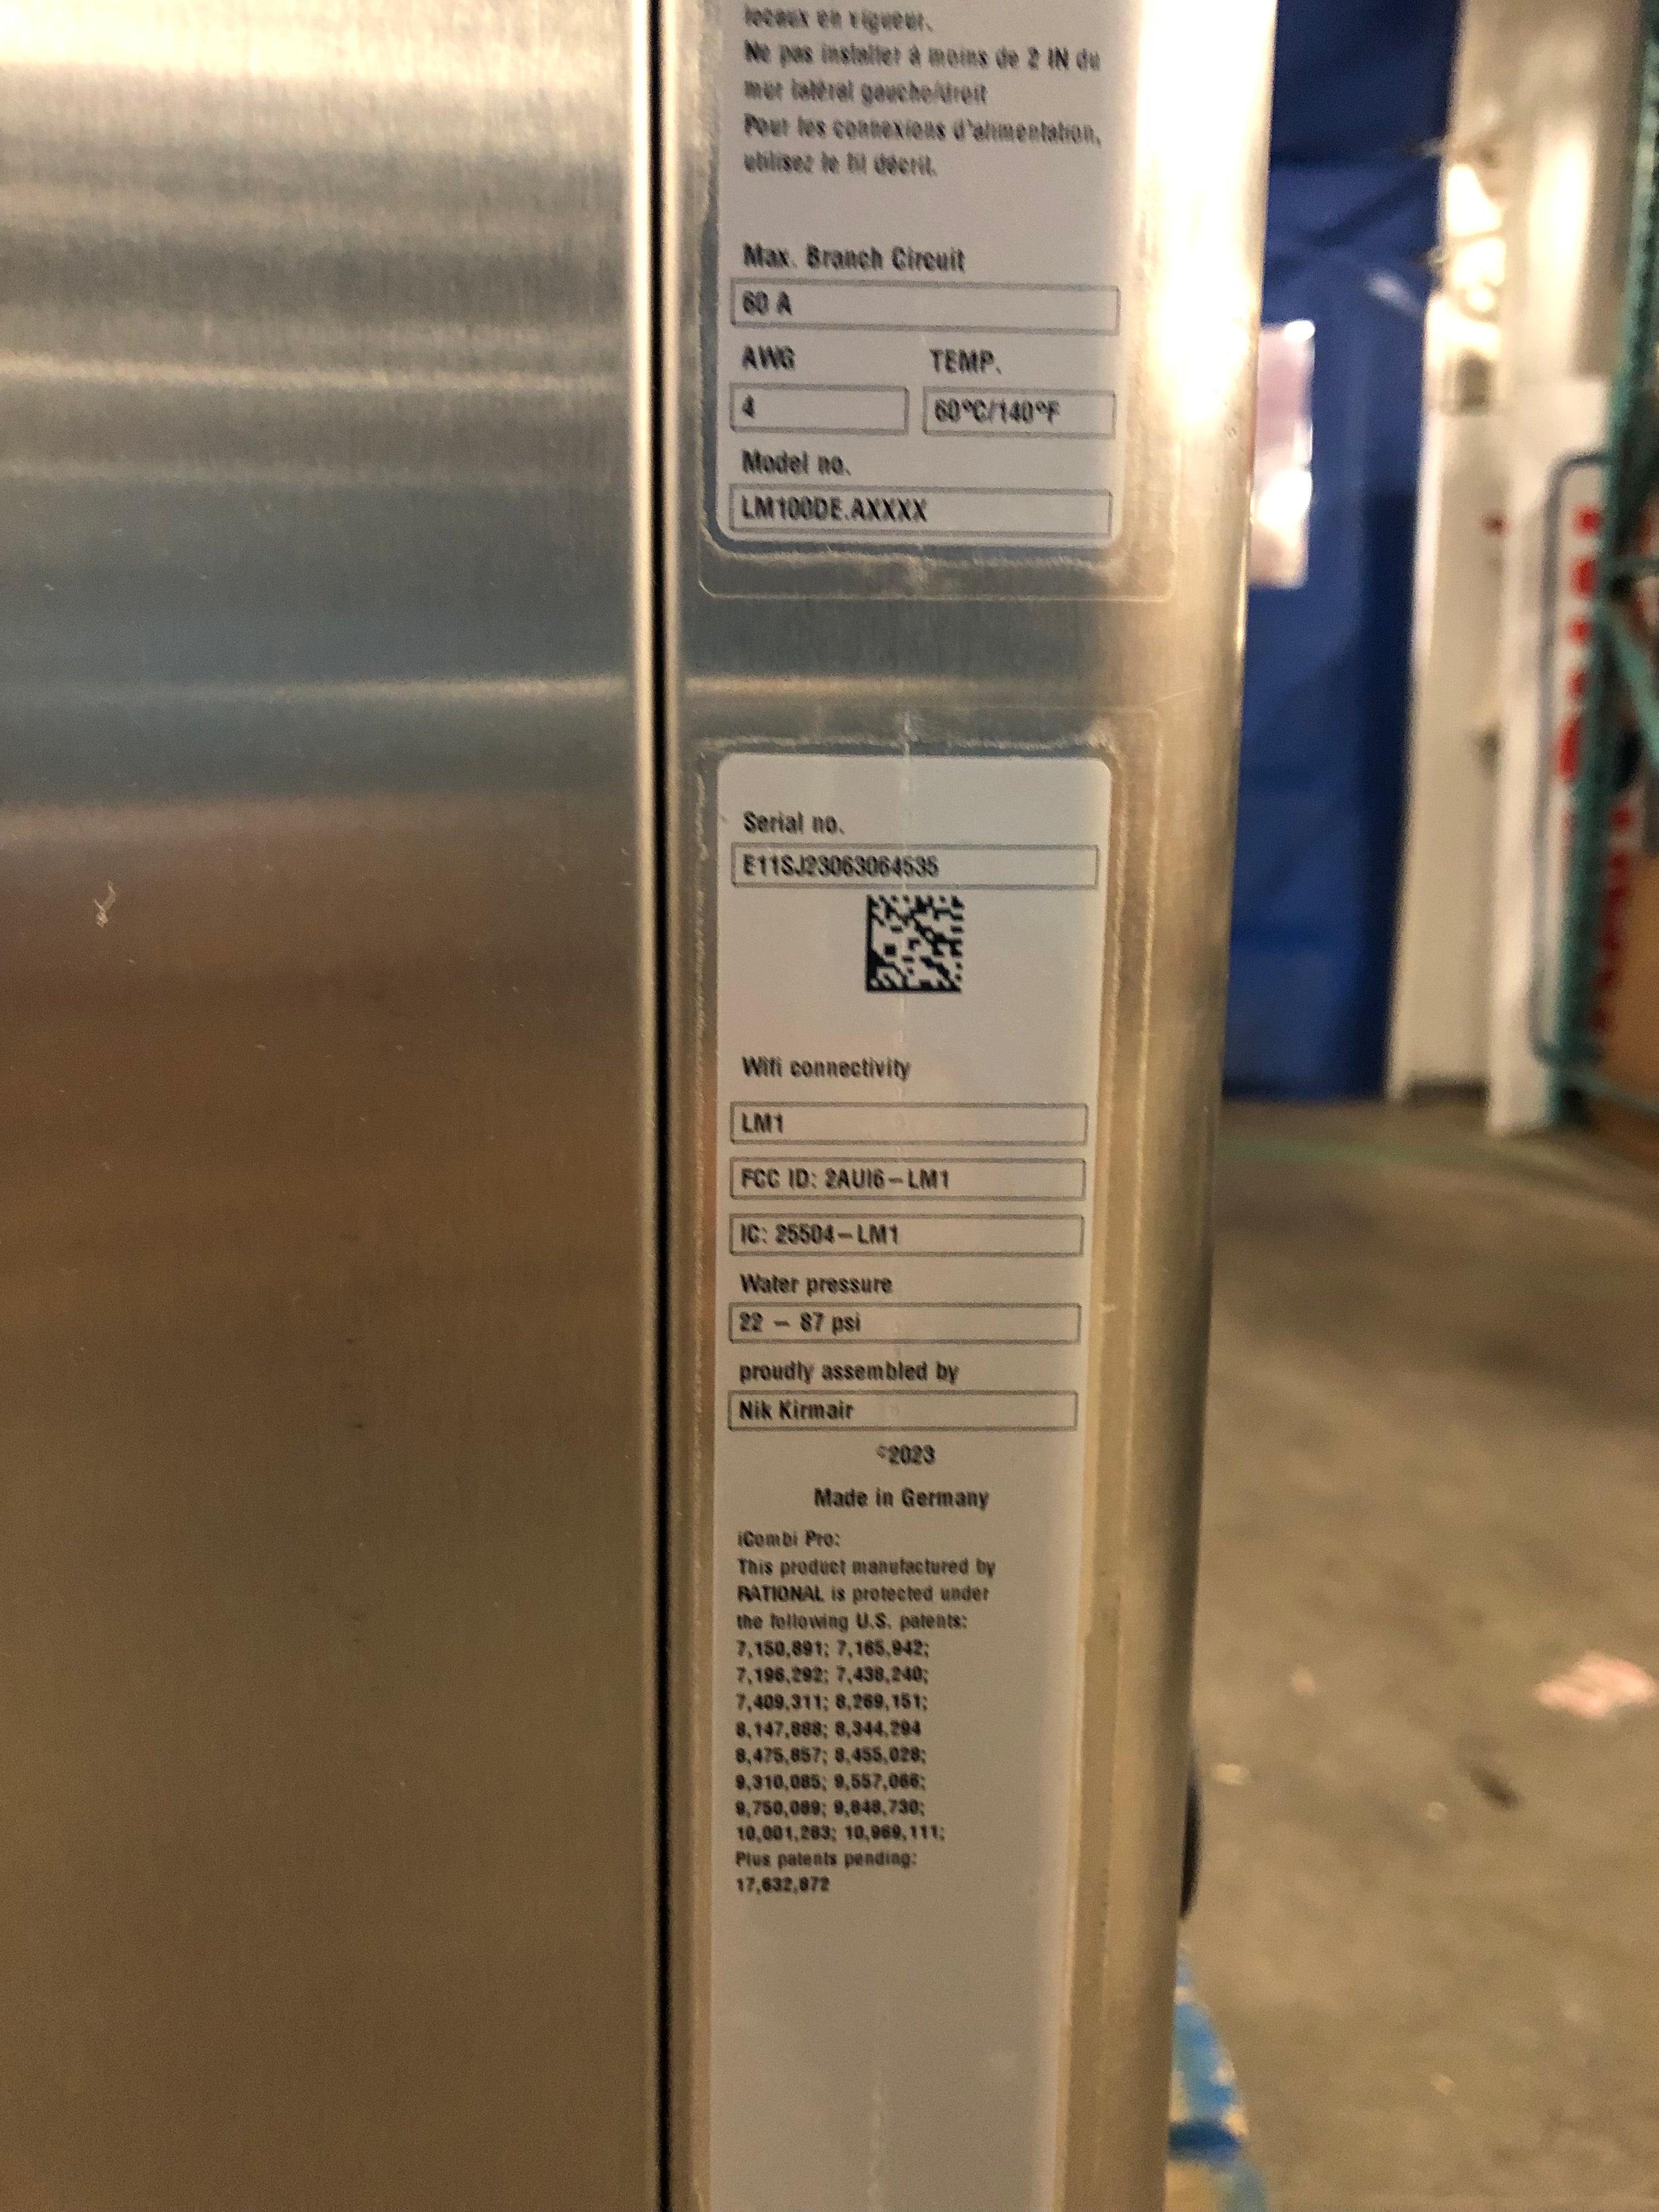 locaux en vigueur.
Ne pas installer à moins de 2 IN du
mur latéral gauche/droit
Pour les connexions d'alimentation,
utilisez le fil décrit.
Max. Branch Circuit
60 A
AWG TEMP.
4 60°C/140°F
Model no.
LM100DE.AXXXX
Serial no.
E11SJ23063064535
Wifi connectivity
LM1
FCC ID: 2AUI6-LM1
IC: 25504-LM1
Water pressure
22 - 87 psi
proudly assembled by
Nik Kirmair
©2023
Made in Germany
iCombi Pro:
This product manufactured by
RATIONAL is protected under
the following U.S. patents:
7,150,891; 7,165,942;
7,196,292; 7,438,240;
7,409,311; 8,269,151;
8,147,888; 8,344,294
8,475,857; 8,455,028;
9,310,085; 9,557,066;
9,750,089; 9,848,730;
10,001,283; 10,969,111;
Plus patents pending:
17,632,872